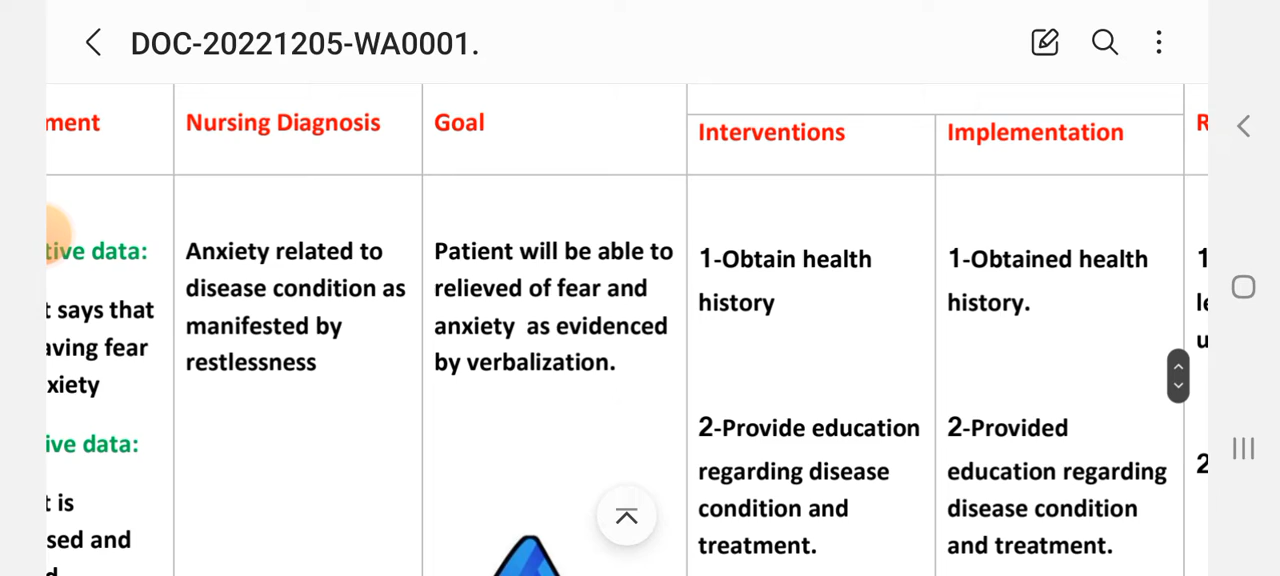 DOC-20221205-WA0001.
ment
Nursing Diagnosis
Goal
Interventions
Implementation
R
tive data:
t says that
aving fear
xiety
ive data:
t is
sed and
Anxiety related to
disease condition as
manifested by
restlessness
Patient will be able to
relieved of fear and
anxiety as evidenced
by verbalization.
1-Obtain health
history
2-Provide education
regarding disease
condition and
treatment.
1-Obtained health
history.
2-Provided
education regarding
disease condition
and treatment.
1
le
u
2